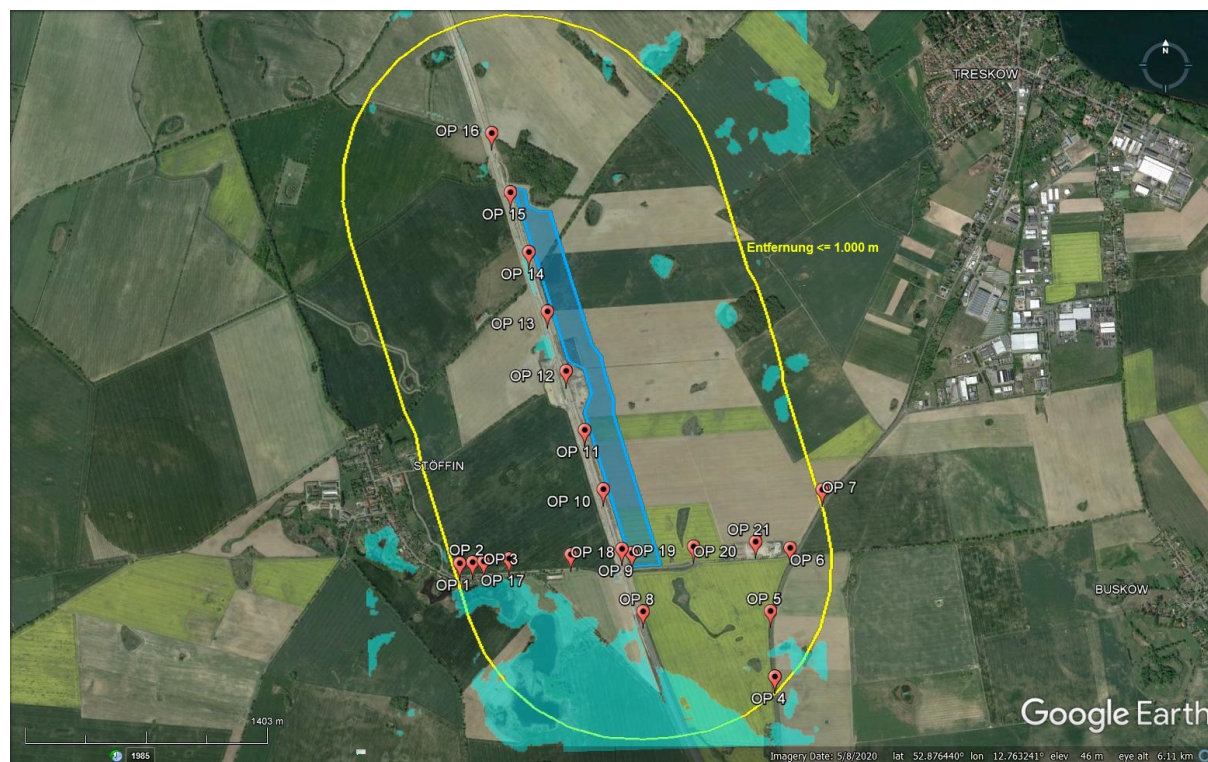 N
TRESKOW
OP 16
OP 15
Entfernung <= 1.000 m
OP 14
OP 13
OP 12
OP 11
STÖFFIN
OP 10
OP 7
OP 21
OP 2
OP 3
OP 18
OP 19
OP 20
OP 6
OP 9
OP 1
OP 17
BUSKOW
OP 8
OP 5
OP 4
Google Earth
1403 m
1985
Imagery Date: 5/8/2020 lat 52.876440° lon 12.763241° elev 46 m eye alt 6.11 km